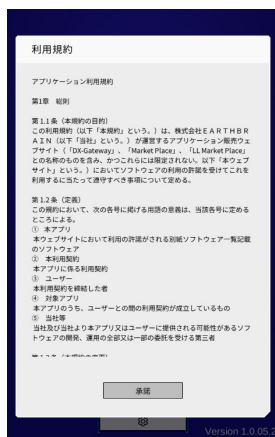 利用規約
アプリケーション利用規約
第1章　総則
第 1.1 条（本規約の目的）
この利用規約（以下「本規約」という。）は、株式会社ＥＡＲＴＨＢＲ
ＡＩＮ（以下「当社」という。）が運営するアプリケーション販売ウェ
ブサイト（「DX-Gateway」、「Market Place」、「LL Market Place」
との名称のものを含み、かつこれらには限定されない。以下「本ウェブ
サイト」という。）においてソフトウェアの利用の許諾を受けてこれを
利用するに当たって遵守すべき事項について定める。
第 1.2 条（定義）
この規約において、次の各号に掲げる用語の意義は、当該各号に定める
ところによる。
① 本アプリ
本ウェブサイトにおいて利用の許諾がされる別紙ソフトウェア一覧記載
のソフトウェア
② 本利用契約
本アプリに係る利用契約
③ ユーザー
本利用契約を締結した者
④ 対象アプリ
本アプリのうち、ユーザーとの間の利用契約が成立しているもの
⑤ 当社等
当社及び当社より本アプリ又はユーザーに提供される可能性があるソフ
トウェアの開発、運用の全部又は一部の委託を受ける第三者
承諾
Version 1.0.05.2